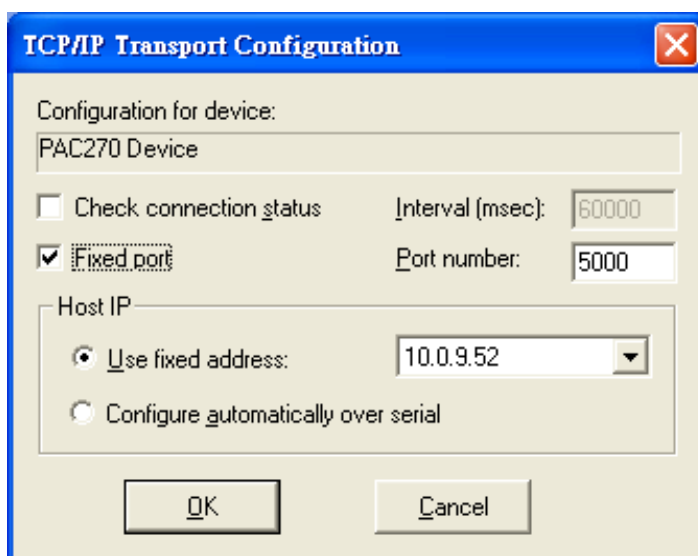 TCP/IP Transport Configuration
Configuration for device:
PAC270 Device
Check connection status Interval (msec): 60000
Fixed port Port number: 5000
Host IP
Use fixed address: 10.0.9.52
Configure automatically over serial
OK Cancel